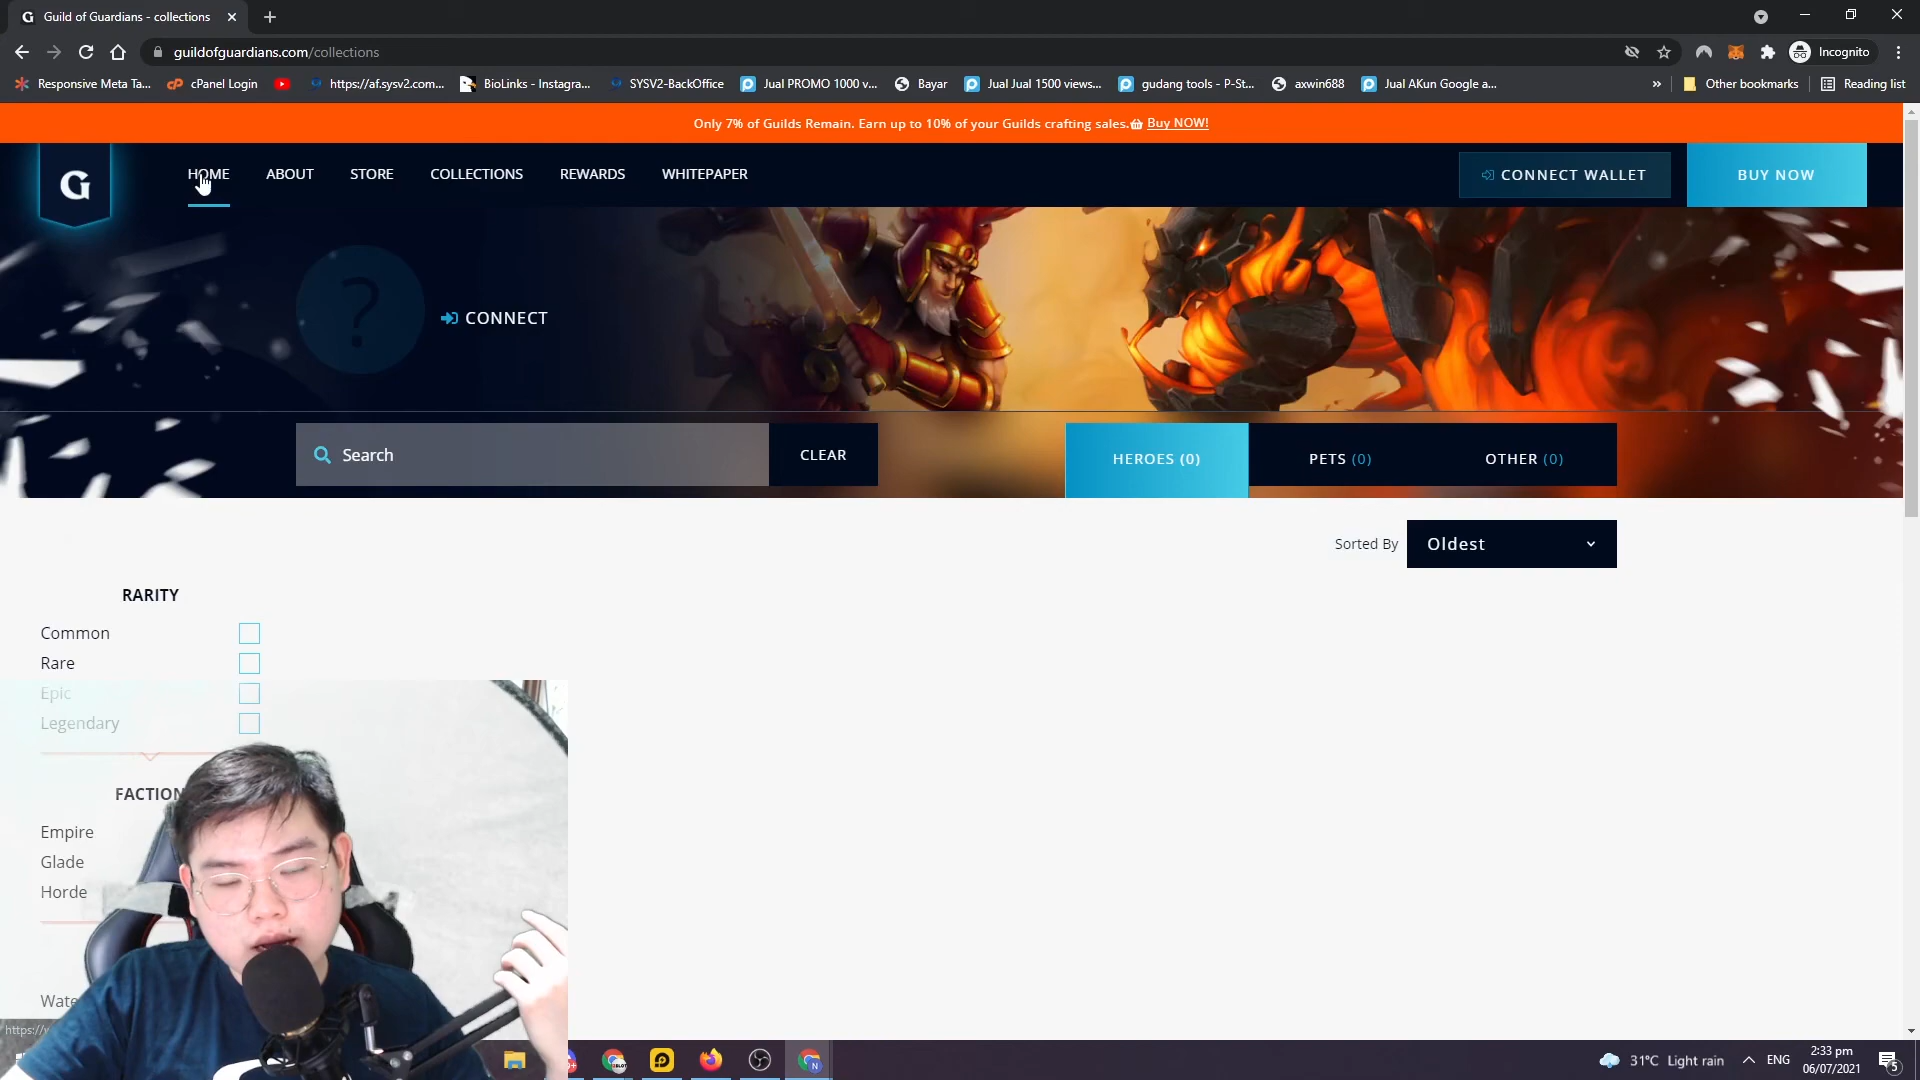 Guild of Guardians - collections
guildofguardians.com/collections
Incognito
Responsive Meta Ta...
cPanel Login
https://af.sysv2.com...
BioLinks - Instagra...
SYSV2-BackOffice
Jual PROMO 1000 v...
Bayar
Jual Jual 1500 views...
gudang tools - P-St...
axwin688
Jual AKun Google a...
»
Other bookmarks
Reading list
Only 7% of Guilds Remain. Earn up to 10% of your Guilds crafting sales. Buy NOW!
G
HOME
ABOUT
STORE
COLLECTIONS
REWARDS
WHITEPAPER
CONNECT WALLET
BUY NOW
?
CONNECT
Search
CLEAR
HEROES (0)
PETS (0)
OTHER (0)
Sorted By
Oldest
RARITY
Common
Rare
Epic
Legendary
FACTION
Empire
Glade
Horde
31°C Light rain
ENG
2:33 pm
06/07/2021
5